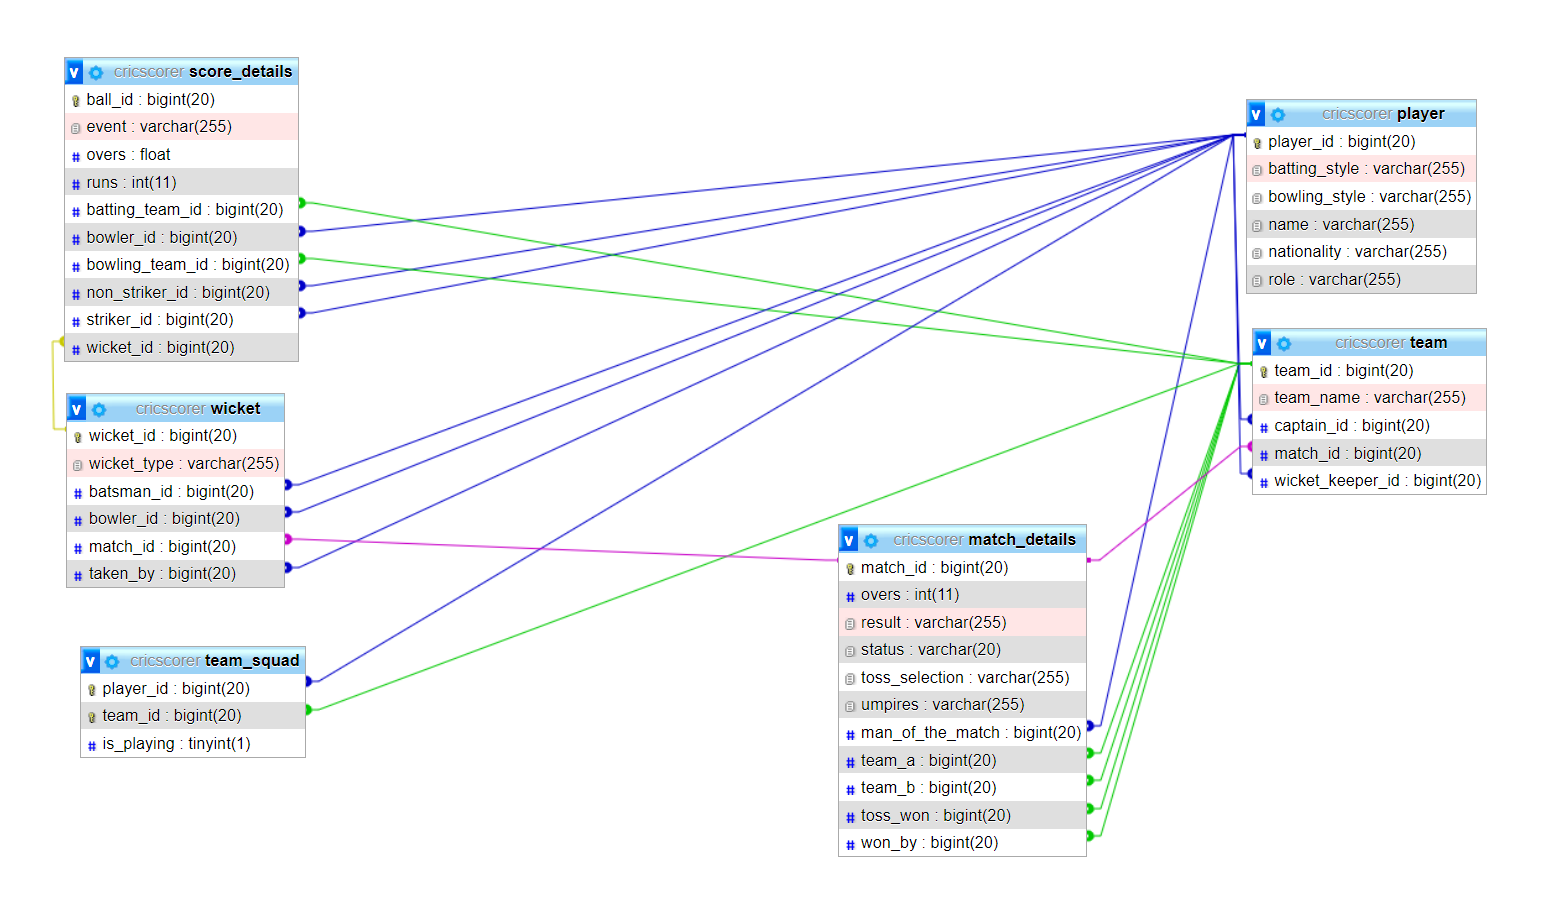 v cricscorer score_details
ball_id : bigint(20)
event : varchar(255)
# overs : float
# runs : int(11)
# batting_team_id : bigint(20)
# bowler_id : bigint(20)
# bowling_team_id : bigint(20)
# non_striker_id : bigint(20)
# striker_id : bigint(20)
# wicket_id : bigint(20)
v cricscorer wicket
wicket_id : bigint(20)
wicket_type : varchar(255)
# batsman_id : bigint(20)
# bowler_id : bigint(20)
# match_id : bigint(20)
# taken_by : bigint(20)
v cricscorer team_squad
player_id : bigint(20)
team_id : bigint(20)
# is_playing : tinyint(1)
v cricscorer match_details
match_id : bigint(20)
# overs : int(11)
result : varchar(255)
status : varchar(20)
toss_selection : varchar(255)
umpires : varchar(255)
# man_of_the_match : bigint(20)
# team_a : bigint(20)
# team_b : bigint(20)
# toss_won : bigint(20)
# won_by : bigint(20)
v cricscorer player
player_id : bigint(20)
batting_style : varchar(255)
bowling_style : varchar(255)
name : varchar(255)
nationality : varchar(255)
role : varchar(255)
v cricscorer team
team_id : bigint(20)
team_name : varchar(255)
# captain_id : bigint(20)
# match_id : bigint(20)
# wicket_keeper_id : bigint(20)